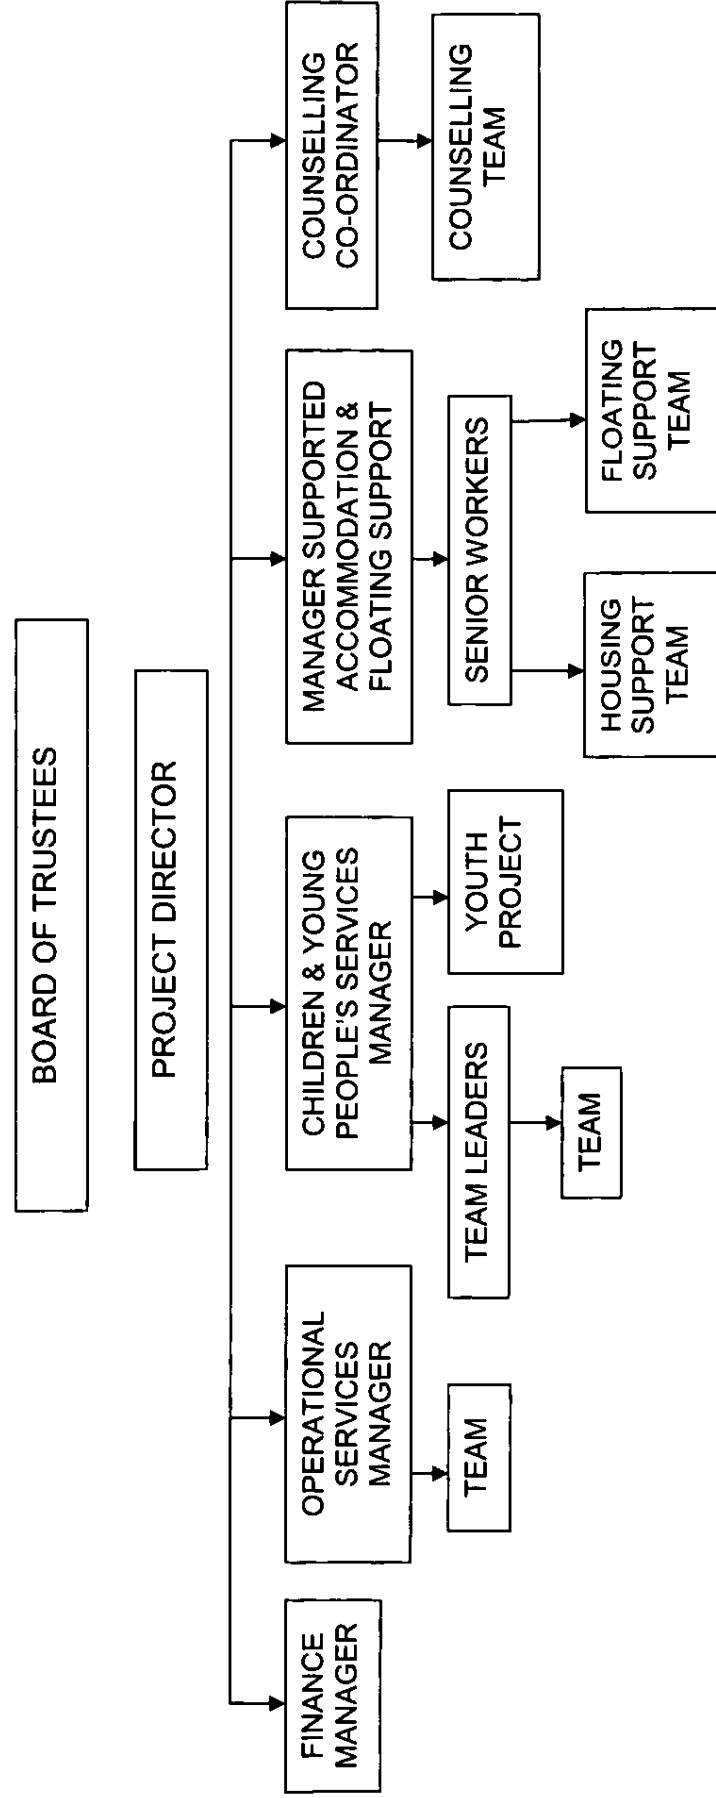 BOARD OF TRUSTEES
PROJECT DIRECTOR
FINANCE
MANAGER
OPERATIONAL
SERVICES
MANAGER
CHILDREN & YOUNG
PEOPLE'S SERVICES
MANAGER
MANAGER SUPPORTED
ACCOMMODATION &
FLOATING SUPPORT
COUNSELLING
CO-ORDINATOR
TEAM
TEAM LEADERS
YOUTH
PROJECT
SENIOR WORKERS
COUNSELLING
TEAM
TEAM
HOUSING
SUPPORT
TEAM
FLOATING
SUPPORT
TEAM